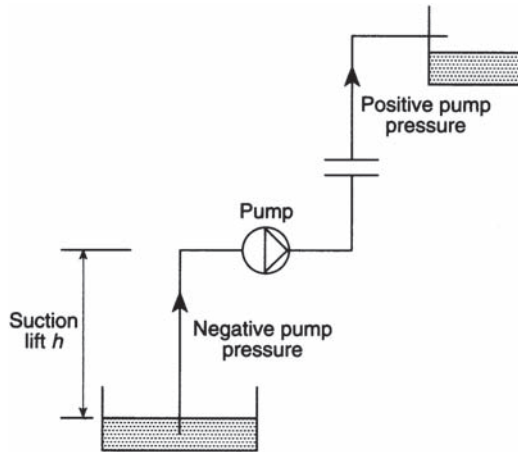 Positive pump
pressure
Pump
Suction
lift h
Negative pump
pressure